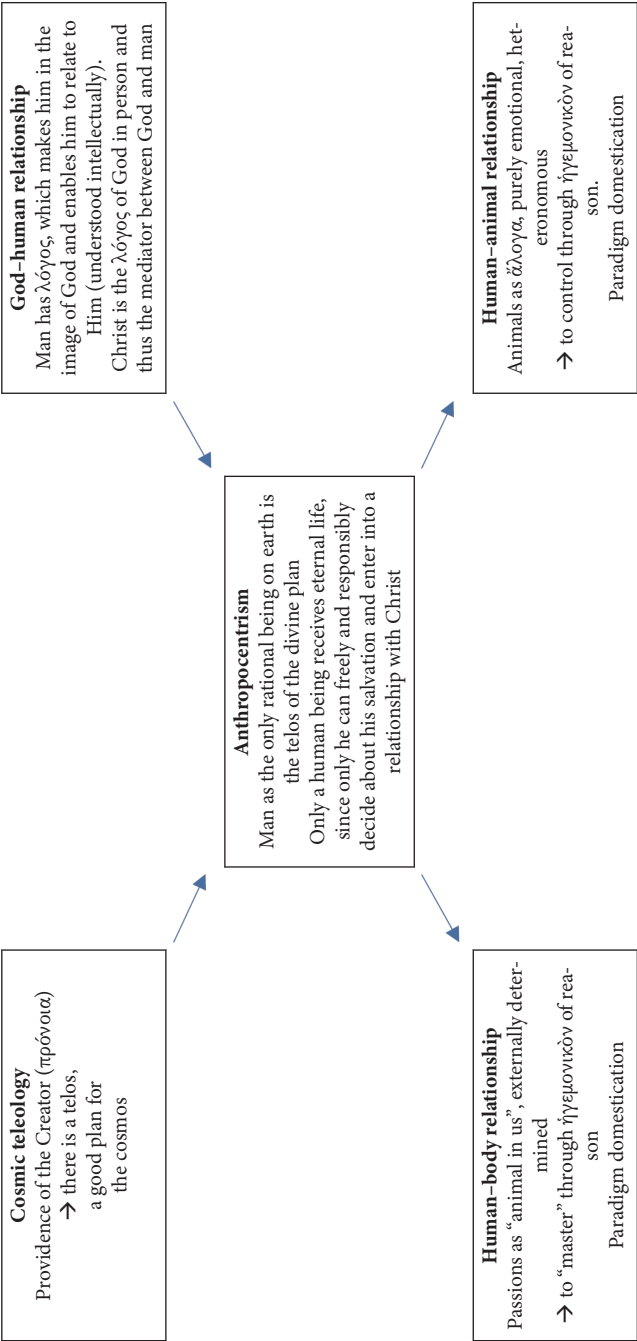 Cosmic teleology
Providence of the Creator (πρόνοια)
→ there is a telos,
a good plan for
the cosmos
God–human relationship
Man has λόγος, which makes him in the
image of God and enables him to relate to
Him (understood intellectually).
Christ is the λόγος of God in person and
thus the mediator between God and man
Anthropocentrism
Man as the only rational being on earth is
the telos of the divine plan
Only a human being receives eternal life,
since only he can freely and responsibly
decide about his salvation and enter into a
relationship with Christ
Human–body relationship
Passions as “animal in us”, externally deter-
mined
→ to “master” through ἡγεμονικὸν of rea-
son
Paradigm domestication
Human–animal relationship
Animals as ἄλογα, purely emotional, het-
eronomous
→ to control through ἡγεμονικὸν of rea-
son.
Paradigm domestication